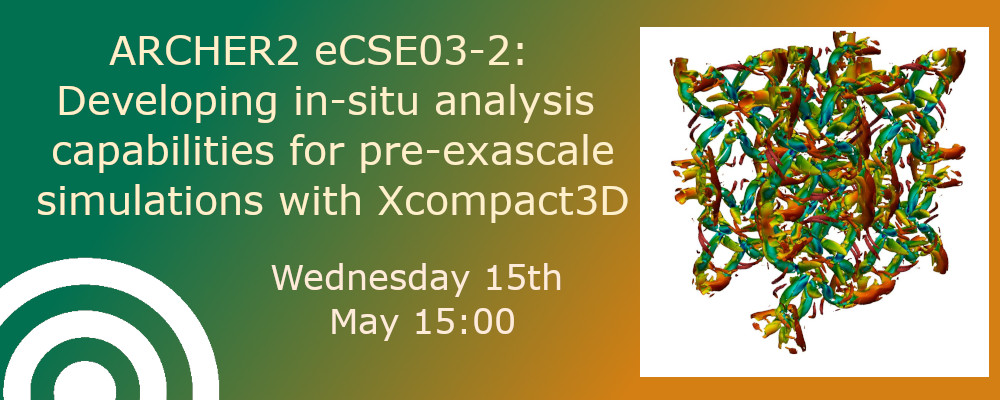 ARCHER2 eCSE03-2:
Developing in-situ analysis
capabilities for pre-exascale
simulations with Xcompact3D
Wednesday 15th
May 15:00